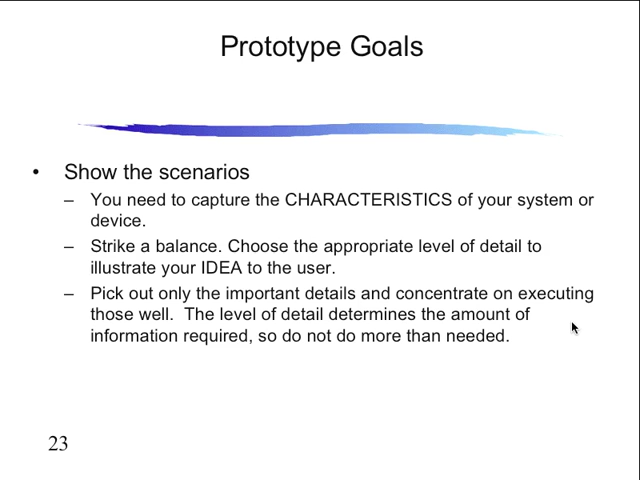 Prototype Goals
• Show the scenarios
– You need to capture the CHARACTERISTICS of your system or
device.
– Strike a balance. Choose the appropriate level of detail to
illustrate your IDEA to the user.
– Pick out only the important details and concentrate on executing
those well.  The level of detail determines the amount of
information required, so do not do more than needed.
23